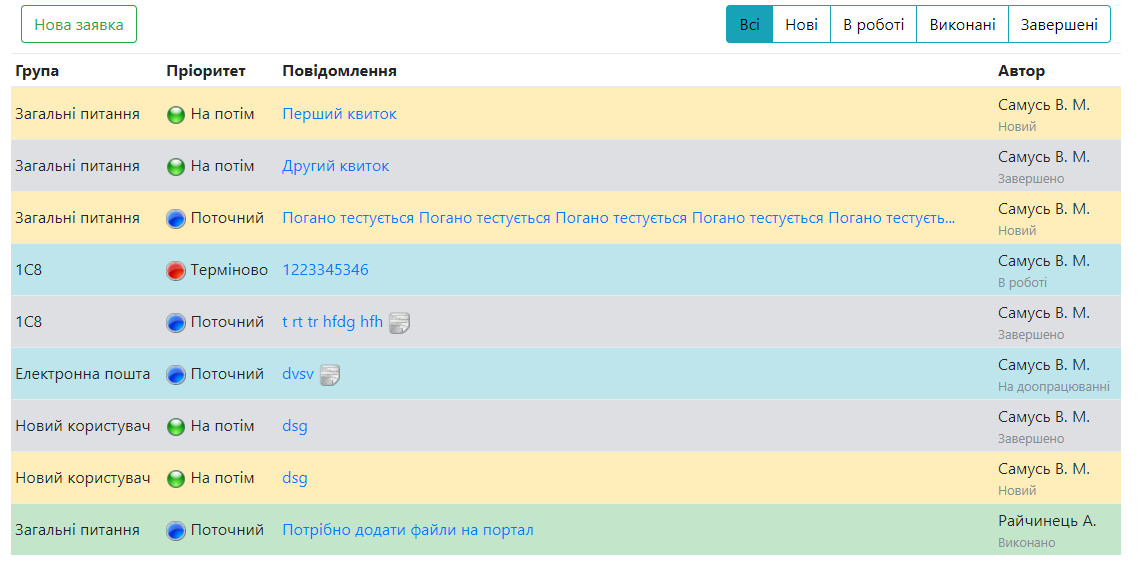 Нова заявка Всі Нові В роботі Виконані Завершені
Група Пріоритет Повідомлення Автор
Загальні питання На потім Перший квиток Самусь В. М.
Новий
Загальні питання На потім Другий квиток Самусь В. М.
Завершено
Загальні питання Поточний Погано тестується Погано тестується Погано тестується Погано тестується Погано тестуєть... Самусь В. М.
Новий
1С8 Терміново 1223345346 Самусь В. М.
В роботі
1С8 Поточний t rt tr hfdg hfh Самусь В. М.
Завершено
Електронна пошта Поточний dvsv Самусь В. М.
На доопрацюванні
Новий користувач На потім dsg Самусь В. М.
Завершено
Новий користувач На потім dsg Самусь В. М.
Новий
Загальні питання Поточний Потрібно додати файли на портал Райчинець А.
Виконано